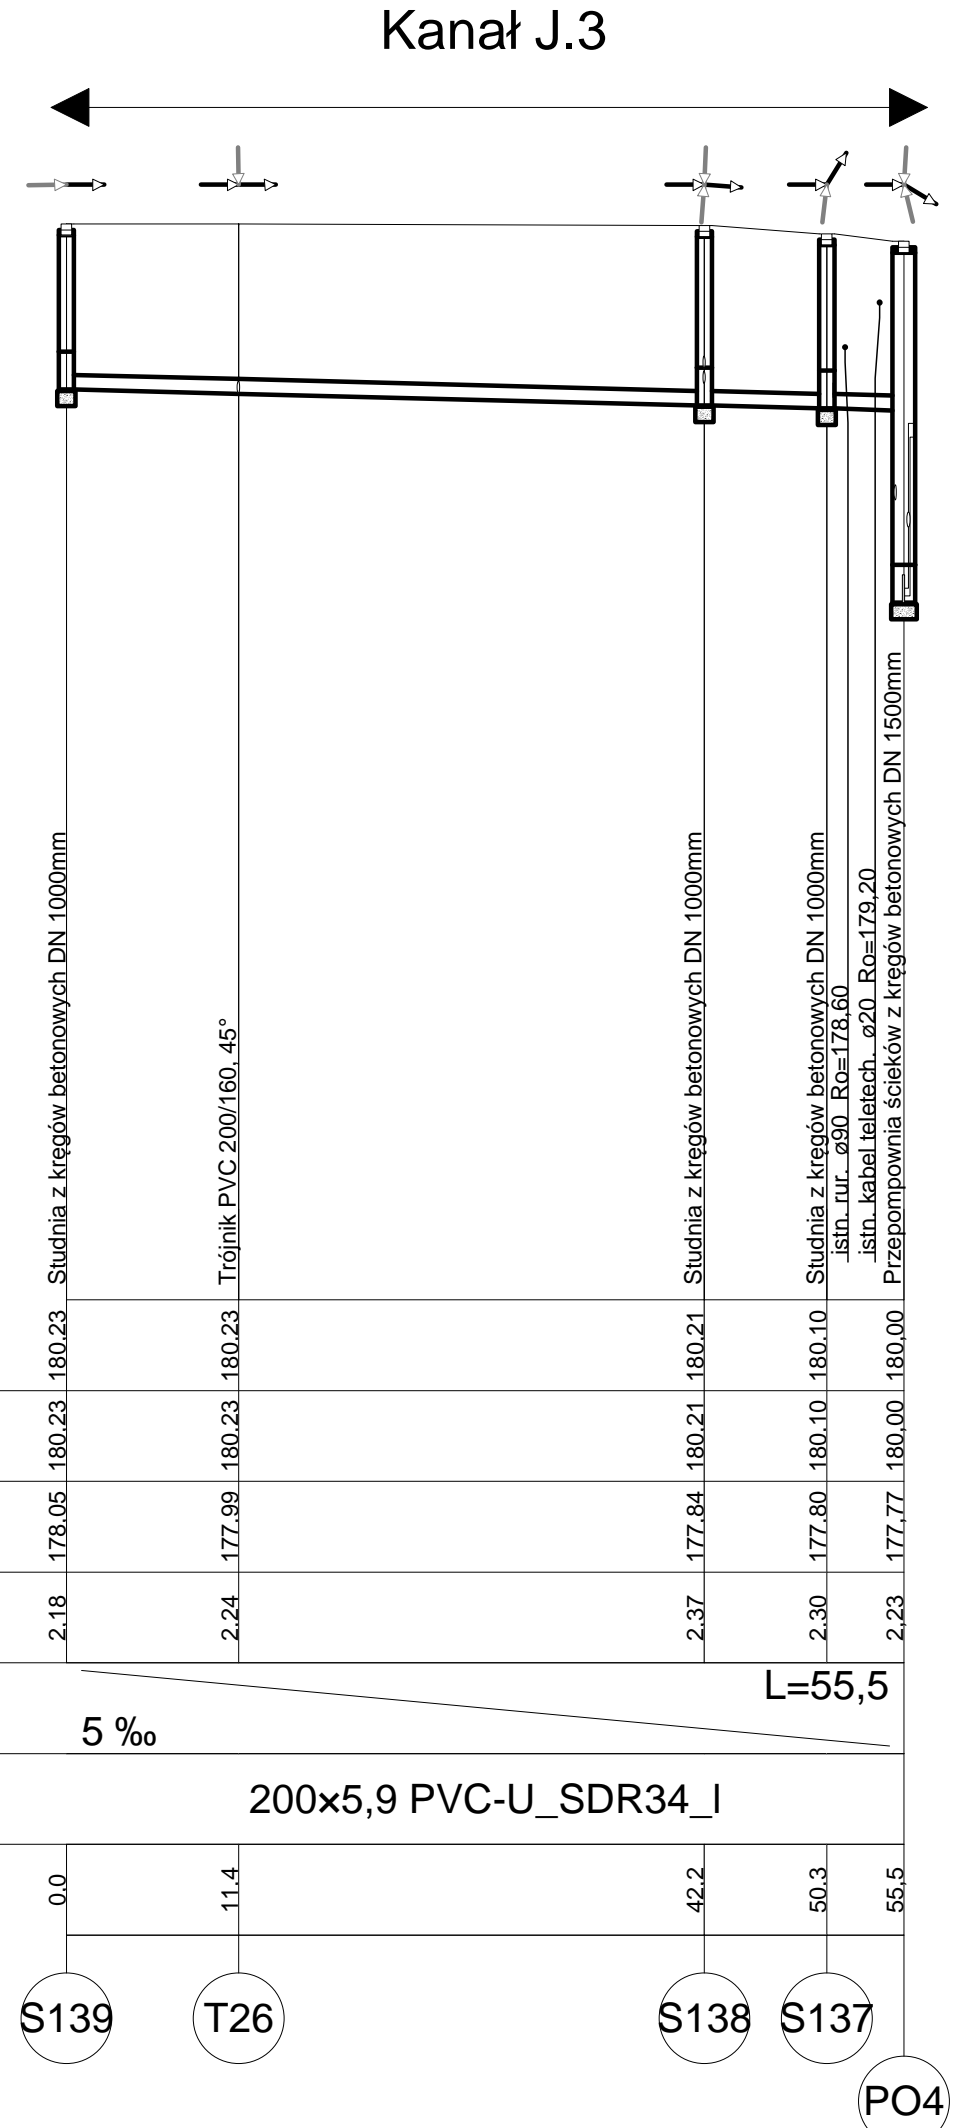 Kanał J.3
Studnia z kręgów betonowych DN 1000mm
Trójnik PVC 200/160, 45°
Studnia z kręgów betonowych DN 1000mm
Studnia z kręgów betonowych DN 1000mm
istn. rur. ø90 Ro=178,60
istn. kabel teletech. ø20 Ro=179,20
Przepompownia ścieków z kręgów betonowych DN 1500mm
180.23 180.23 180.21 180.10 180,00
180.23 180.23 180.21 180.10 180,00
178.05 177.99 177.84 177.80 177,77
2.18 2.24 2.37 2.30 2,23
L=55,5
5 ‰
200×5,9 PVC-U_SDR34_l
0.0 11.4 42.2 50.3 55,5
S139 T26 S138 S137
PO4